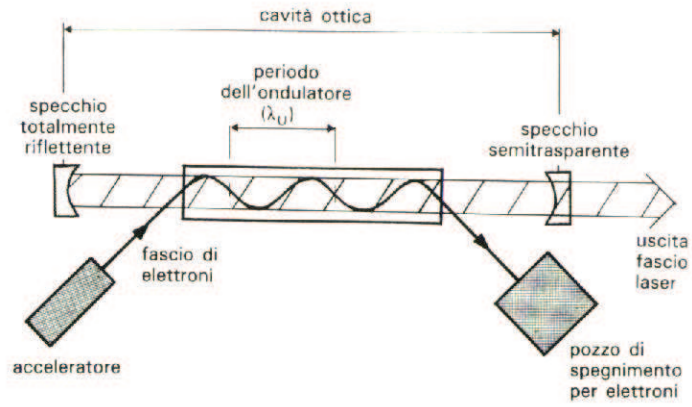 cavità ottica
periodo
dell'ondulatore
(λU)
specchio
totalmente
riflettente
specchio
semitrasparente
fascio di
elettroni
uscita
fascio
laser
acceleratore
pozzo di
spegnimento
per elettroni